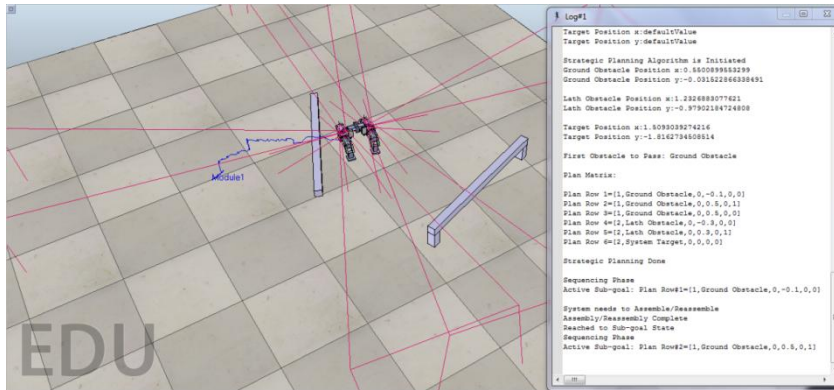 Log#1
Target Position x:defaultValue
Target Position y:defaultValue
Strategic Planning Algorithm is Initiated
Ground Obstacle Position x:0.5500899553299
Ground Obstacle Position y:-0.031522866338491
Lath Obstacle Position x:1.2326883077621
Lath Obstacle Position y:-0.97902184724808
Target Position x:1.5093039274216
Target Position y:-1.8162734508514
First Obstacle to Pass: Ground Obstacle
Plan Matrix:
Plan Row 1=[1,Ground Obstacle,0,-0.1,0,0]
Plan Row 2=[1,Ground Obstacle,0,0.5,0,1]
Plan Row 3=[1,Ground Obstacle,0,0.5,0,0]
Plan Row 4=[2,Lath Obstacle,0,-0.3,0,0]
Plan Row 5=[2,Lath Obstacle,0,0.3,0,1]
Plan Row 6=[2,System Target,0,0,0,0]
Strategic Planning Done
Sequencing Phase
Active Sub-goal: Plan Row#1=[1,Ground Obstacle,0,-0.1,0,0]
System needs to Assemble/Reassemble
Assembly/Reassembly Complete
Reached to Sub-goal State
Sequencing Phase
Active Sub-goal: Plan Row#2=[1,Ground Obstacle,0,0.5,0,1]
Module1
EDU